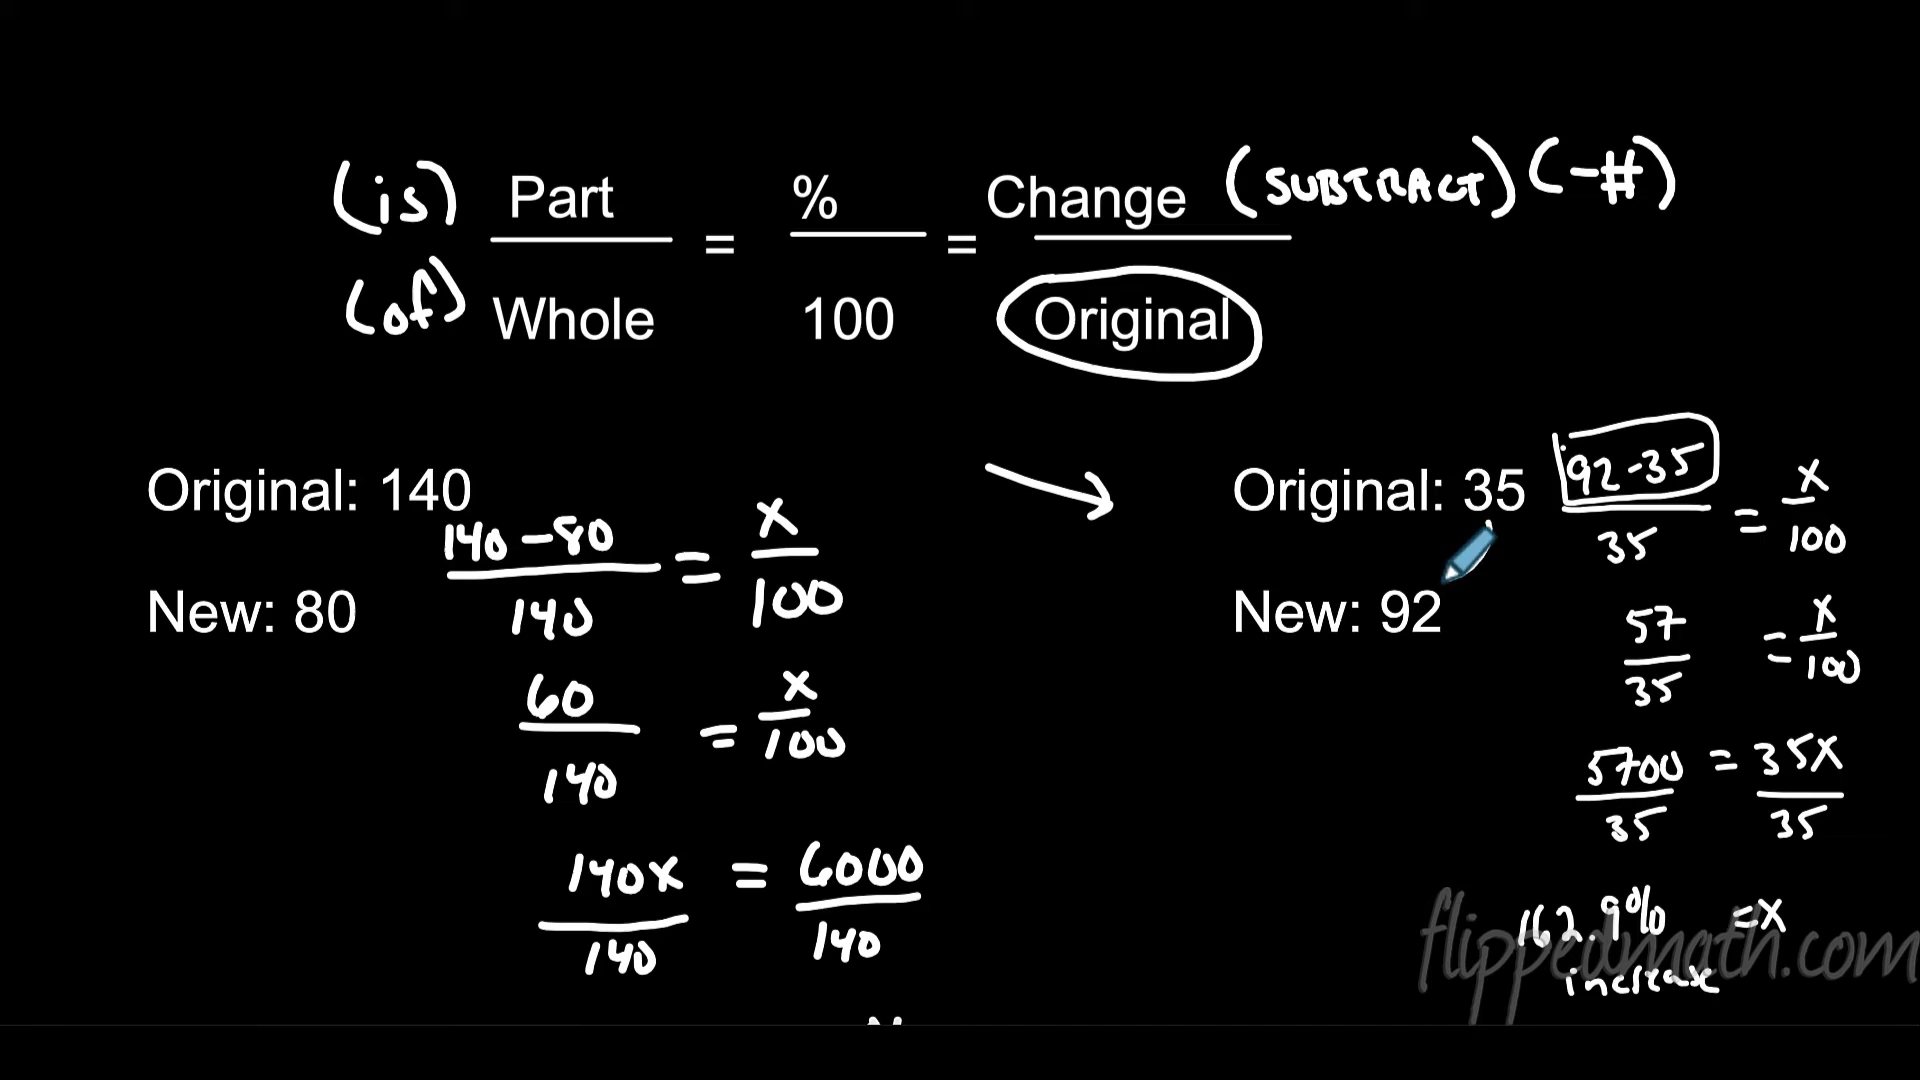 (is) Part % Change (SUBTRACT) (-#)
= =
(of) Whole 100 Original
Original: 140
140 - 80 = x
140 100
New: 80
60 = x
140 100
140x = 6000
140 140
Original: 35
92 - 35 = x
35 100
New: 92
57 = x
35 100
5700 = 35x
35 35
162.9% = x
increase
flippedmath.com